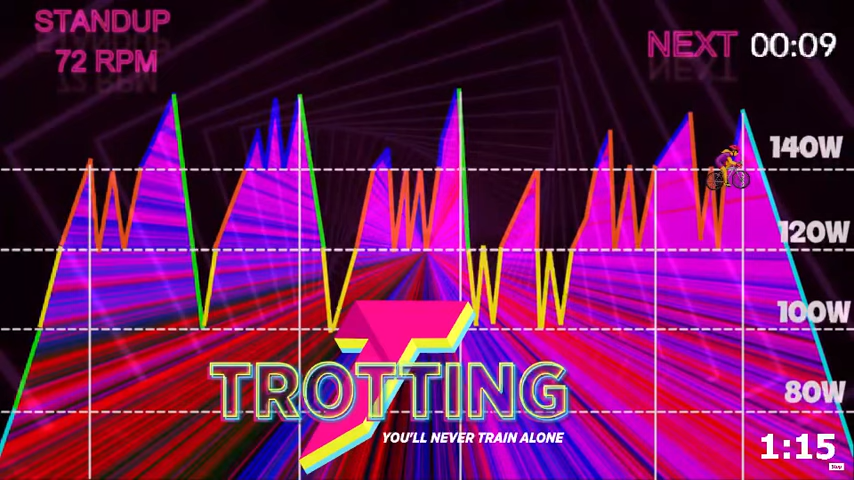 STANDUP
72 RPM
NEXT 00:09
140W
120W
100W
80W
TROTTING
YOU'LL NEVER TRAIN ALONE
1:15